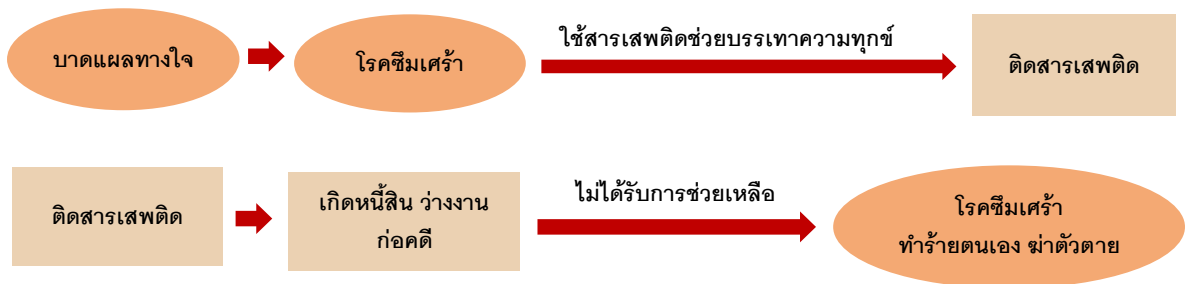 บาดแผลทางใจ
โรคซึมเศร้า
ใช้สารเสพติดช่วยบรรเทาความทุกข์
ติดสารเสพติด
ติดสารเสพติด
เกิดหนี้สิน ว่างงาน
ก่อคดี
ไม่ได้รับการช่วยเหลือ
โรคซึมเศร้า
ทำร้ายตนเอง ฆ่าตัวตาย